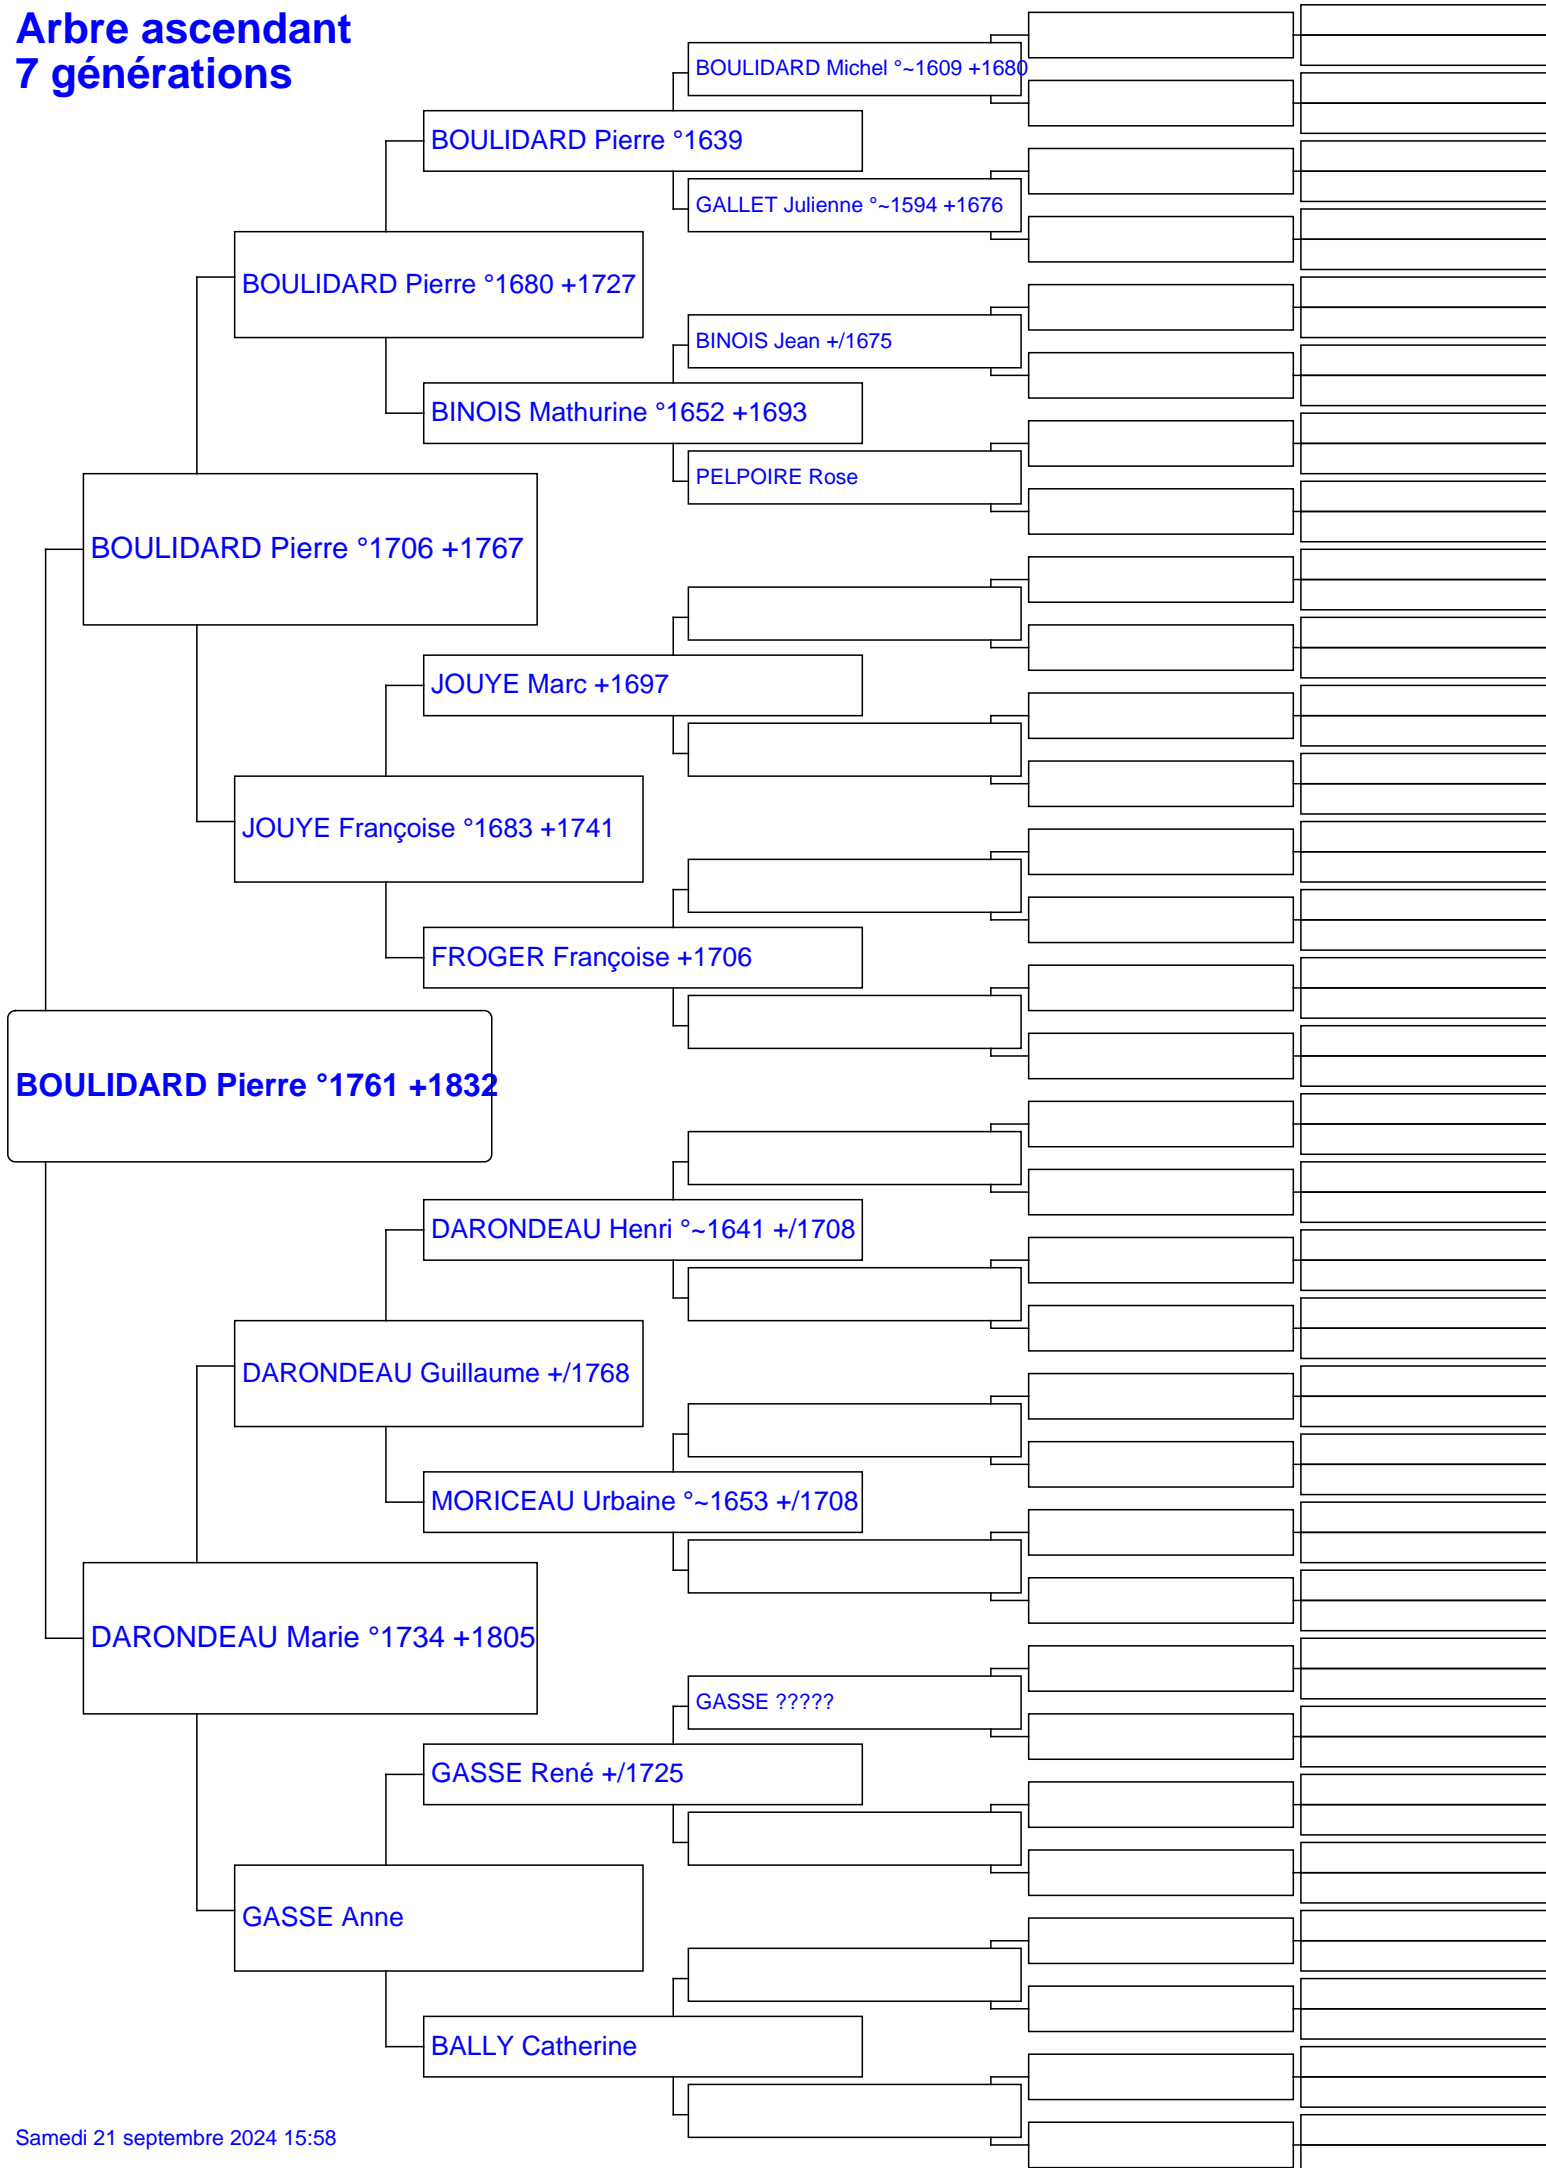 Arbre ascendant
7 générations
BOULIDARD Michel °~1609 +1680
BOULIDARD Pierre °1639
GALLET Julienne °~1594 +1676
BOULIDARD Pierre °1680 +1727
BINOIS Jean +/1675
BINOIS Mathurine °1652 +1693
PELPOIRE Rose
BOULIDARD Pierre °1706 +1767
JOUYE Marc +1697
JOUYE Françoise °1683 +1741
FROGER Françoise +1706
BOULIDARD Pierre °1761 +1832
DARONDEAU Henri °~1641 +/1708
DARONDEAU Guillaume +/1768
MORICEAU Urbaine °~1653 +/1708
DARONDEAU Marie °1734 +1805
GASSE ?????
GASSE René +/1725
GASSE Anne
BALLY Catherine
Samedi 21 septembre 2024 15:58